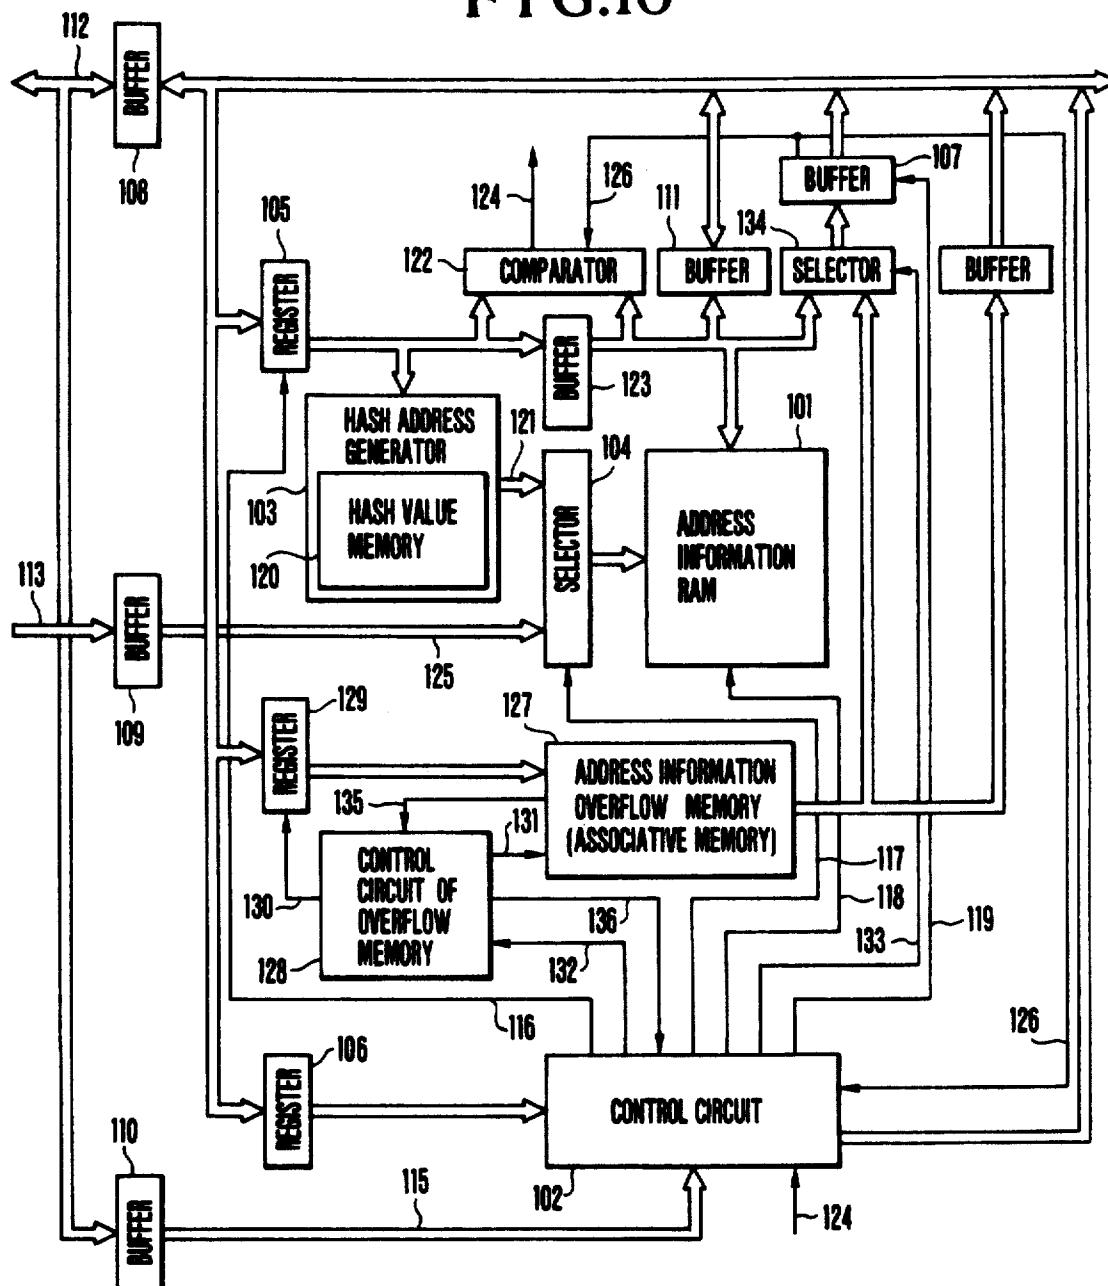 FIG.10
112
BUFFER
108
105
REGISTER
124
126
122
COMPARATOR
111
BUFFER
107
BUFFER
134
SELECTOR
BUFFER
BUFFER
123
HASH ADDRESS
GENERATOR
121
103
HASH VALUE
MEMORY
120
104
SELECTOR
101
ADDRESS
INFORMATION
RAM
113
BUFFER
109
125
129
REGISTER
127
ADDRESS INFORMATION
OVERFLOW MEMORY
(ASSOCIATIVE MEMORY)
135
131
CONTROL
CIRCUIT OF
OVERFLOW
MEMORY
130
128
136
132
117
118
119
133
116
126
106
REGISTER
CONTROL CIRCUIT
102
124
110
BUFFER
115